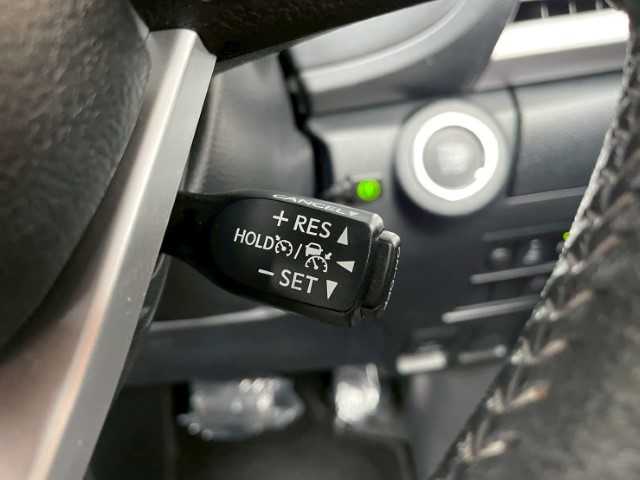 CANCEL
+ RES ▲
HOLD / ◀
− SET ▼